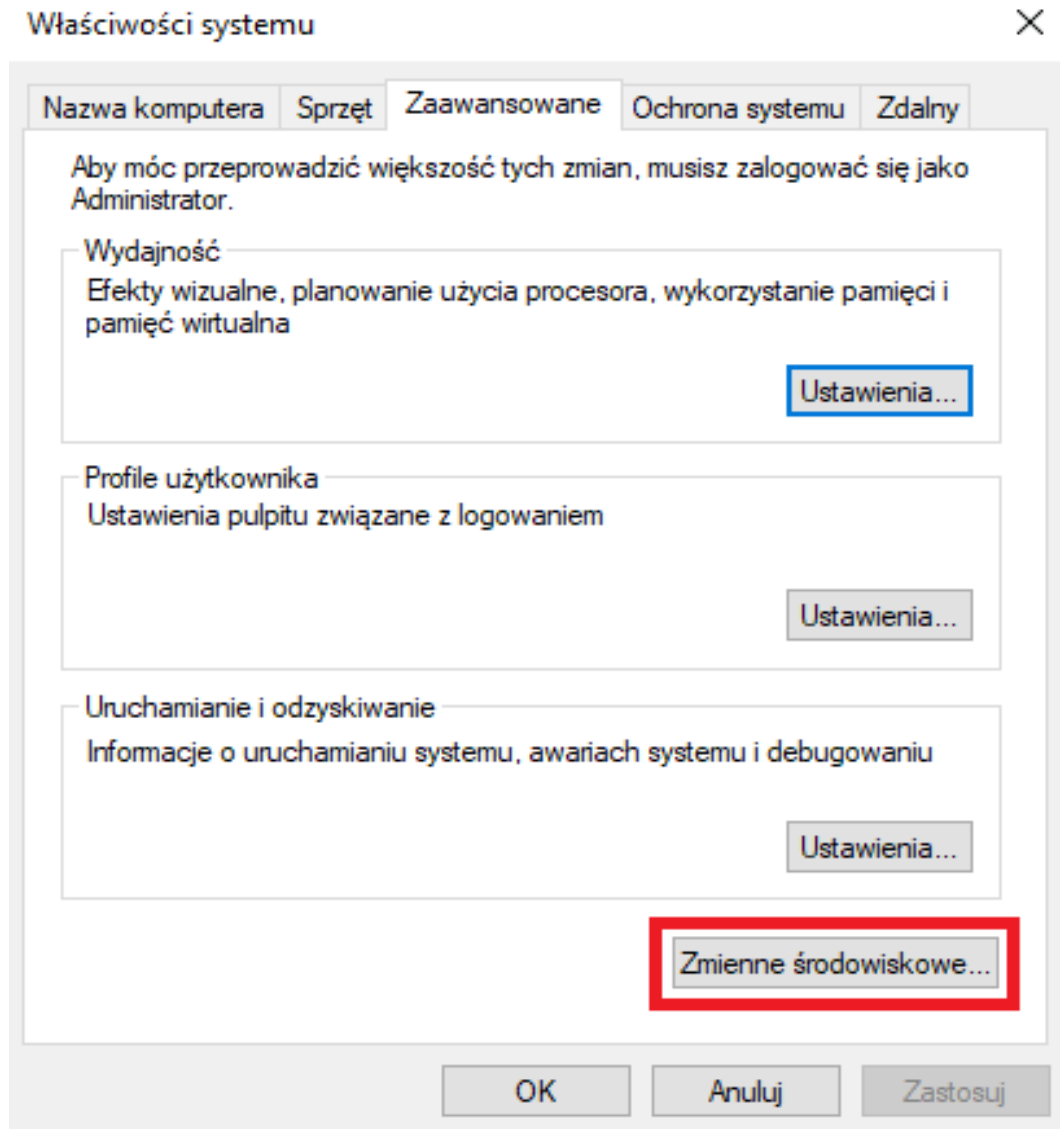 Właściwości systemu
Nazwa komputera Sprzęt Zaawansowane Ochrona systemu Zdalny
Aby móc przeprowadzić większość tych zmian, musisz zalogować się jako
Administrator.
Wydajność
Efekty wizualne, planowanie użycia procesora, wykorzystanie pamięci i
pamięć wirtualna
Ustawienia...
Profile użytkownika
Ustawienia pulpitu związane z logowaniem
Ustawienia...
Uruchamianie i odzyskiwanie
Informacje o uruchamianiu systemu, awariach systemu i debugowaniu
Ustawienia...
Zmienne środowiskowe...
OK Anuluj Zastosuj